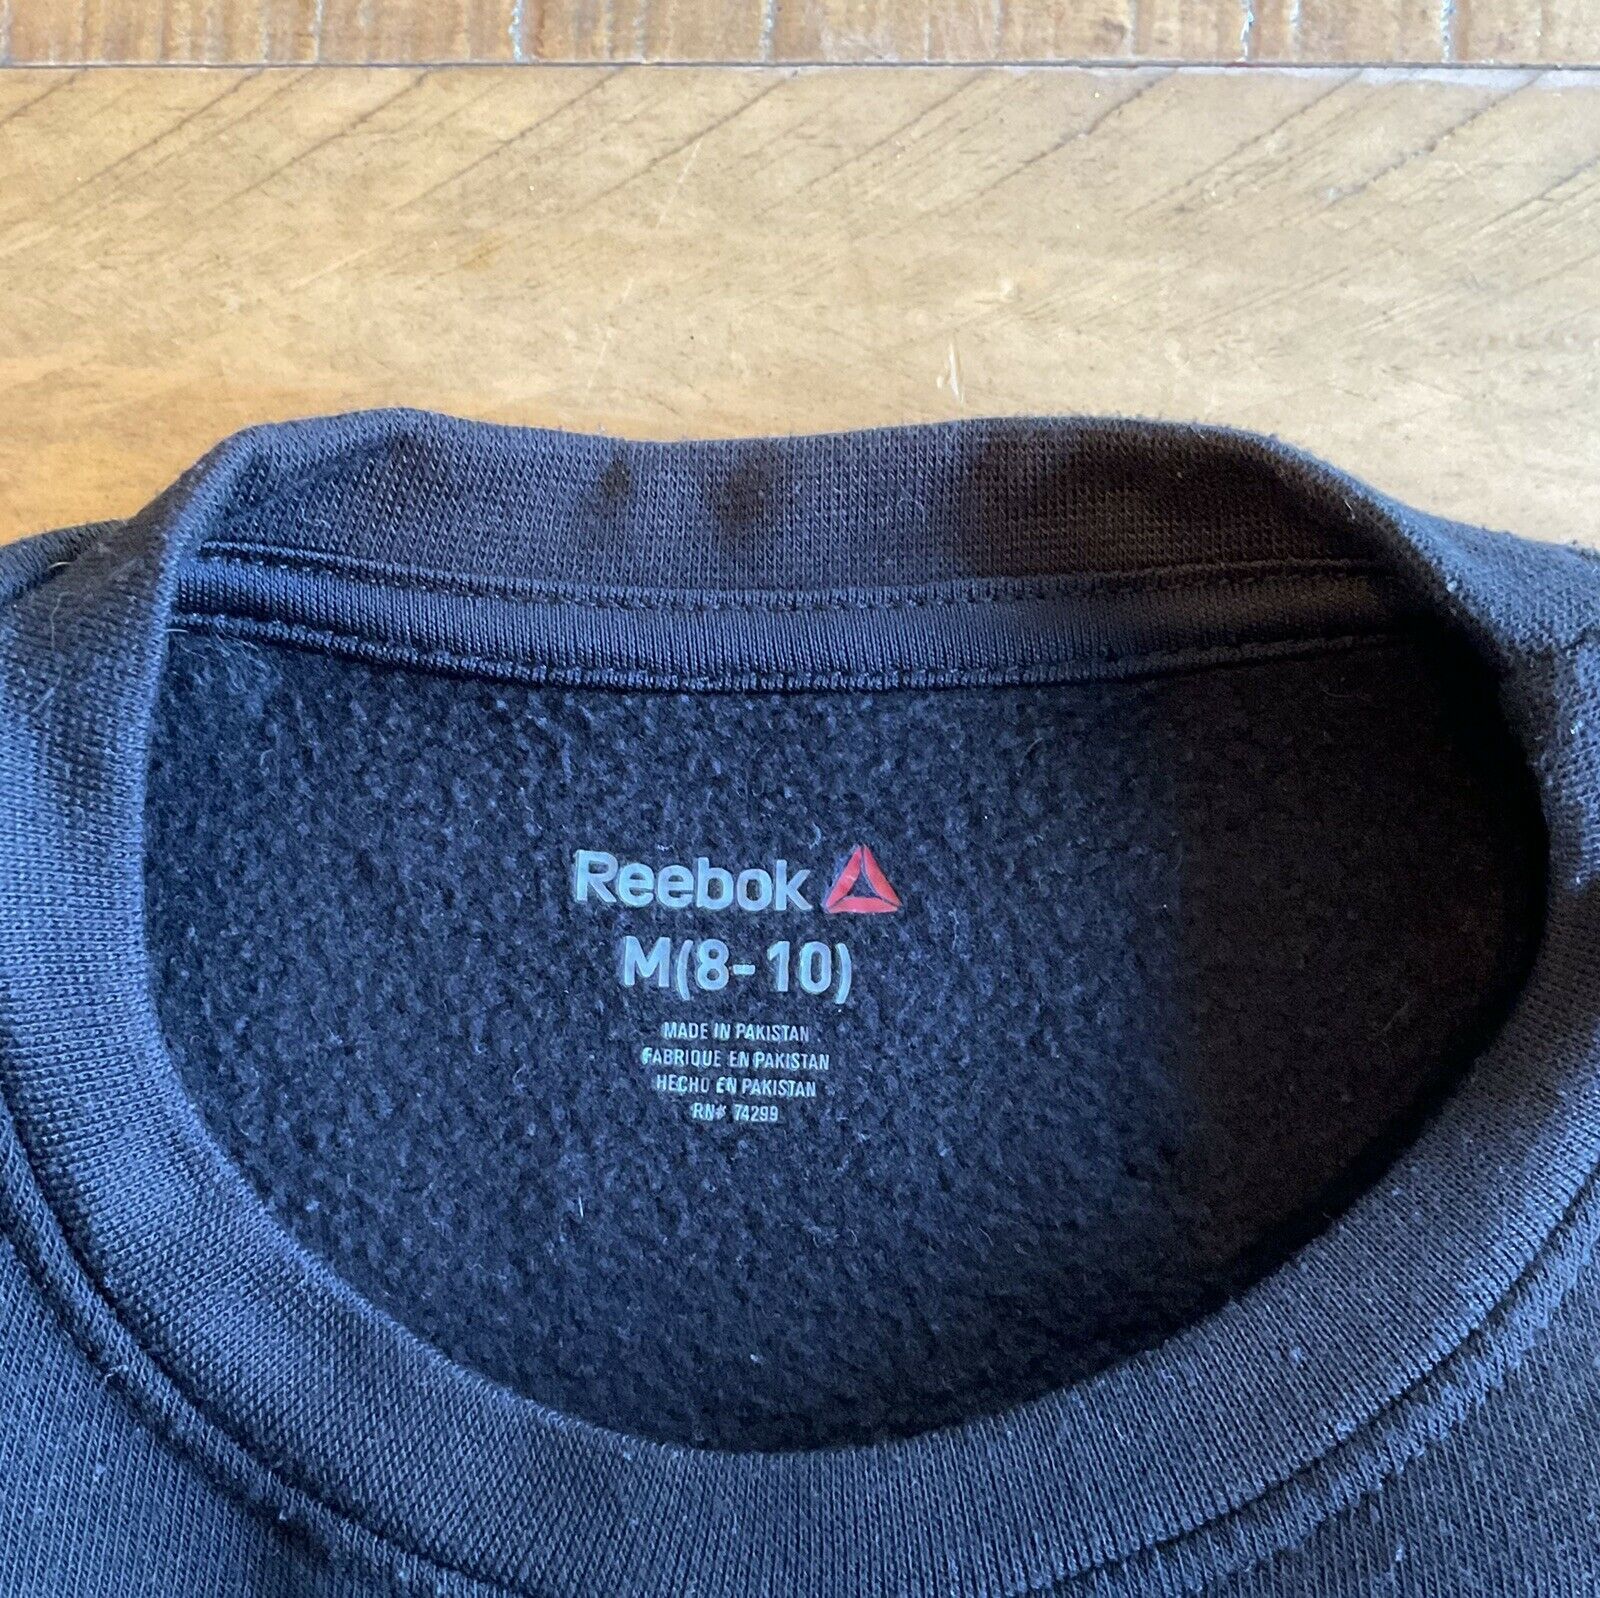 Reebok
M(8-10)
MADE IN PAKISTAN
FABRIQUE EN PAKISTAN
HECHO EN PAKISTAN
RN# 74299